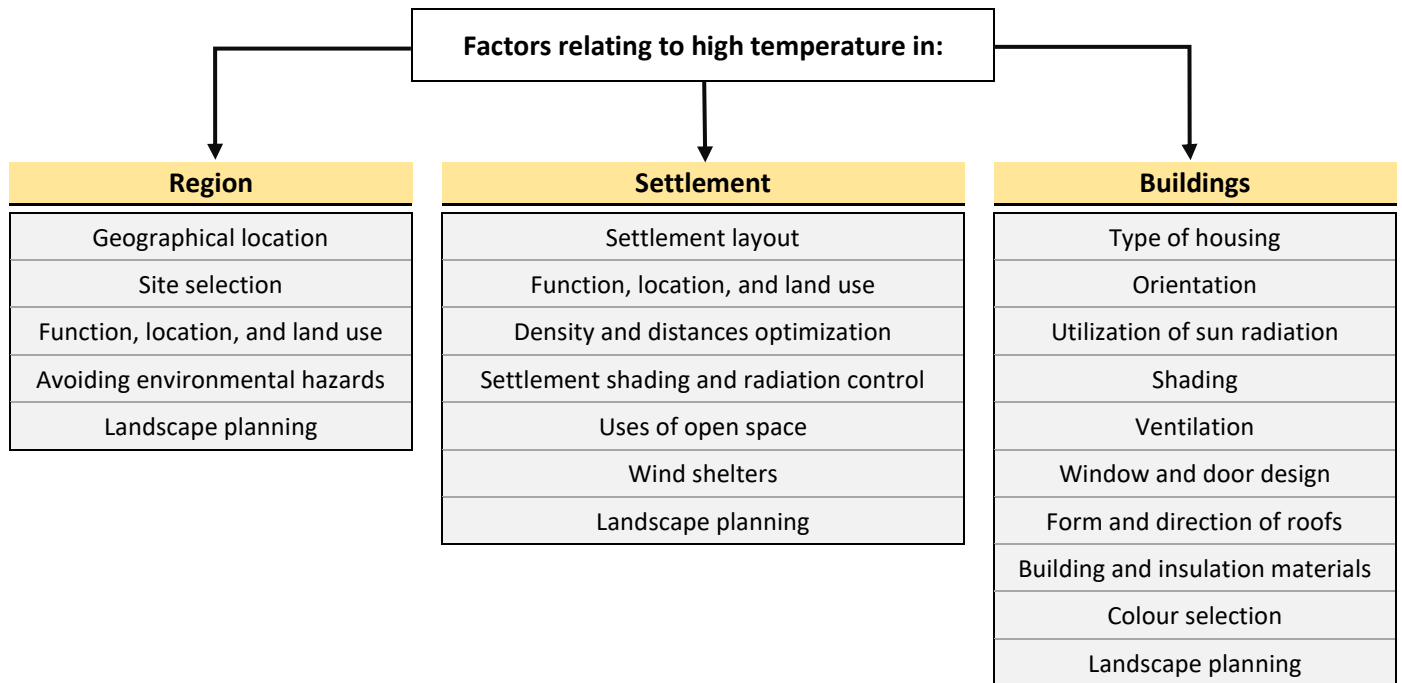 Factors relating to high temperature in:
Region
Geographical location
Site selection
Function, location, and land use
Avoiding environmental hazards
Landscape planning
Settlement
Settlement layout
Function, location, and land use
Density and distances optimization
Settlement shading and radiation control
Uses of open space
Wind shelters
Landscape planning
Buildings
Type of housing
Orientation
Utilization of sun radiation
Shading
Ventilation
Window and door design
Form and direction of roofs
Building and insulation materials
Colour selection
Landscape planning